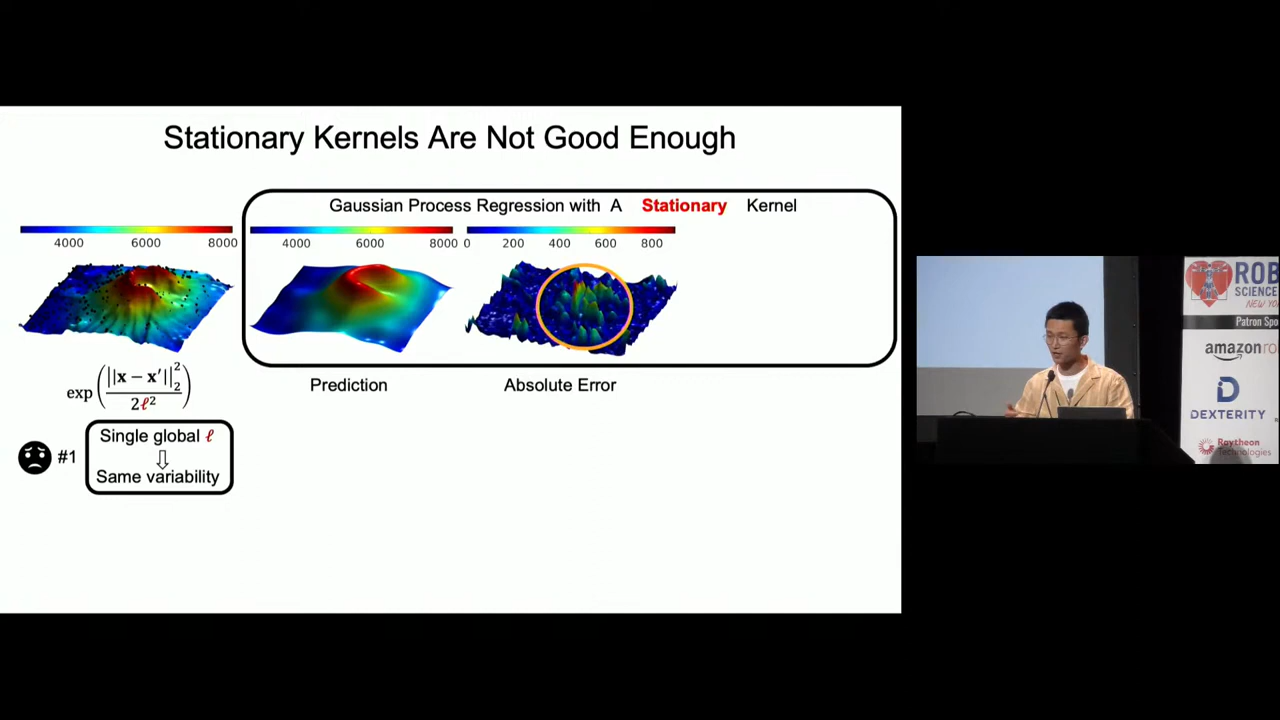 Stationary Kernels Are Not Good Enough
Gaussian Process Regression with A Stationary Kernel
4000 6000 8000
4000 6000 8000
0 200 400 600 800
exp(||x − x′||₂² / 2ℓ²)
Prediction
Absolute Error
#1
Single global ℓ
⇩
Same variability
ROB
SCIENCE
NEW YO
Patron Spo
amazon ro
D
DEXTERITY
Raytheon
Technologies